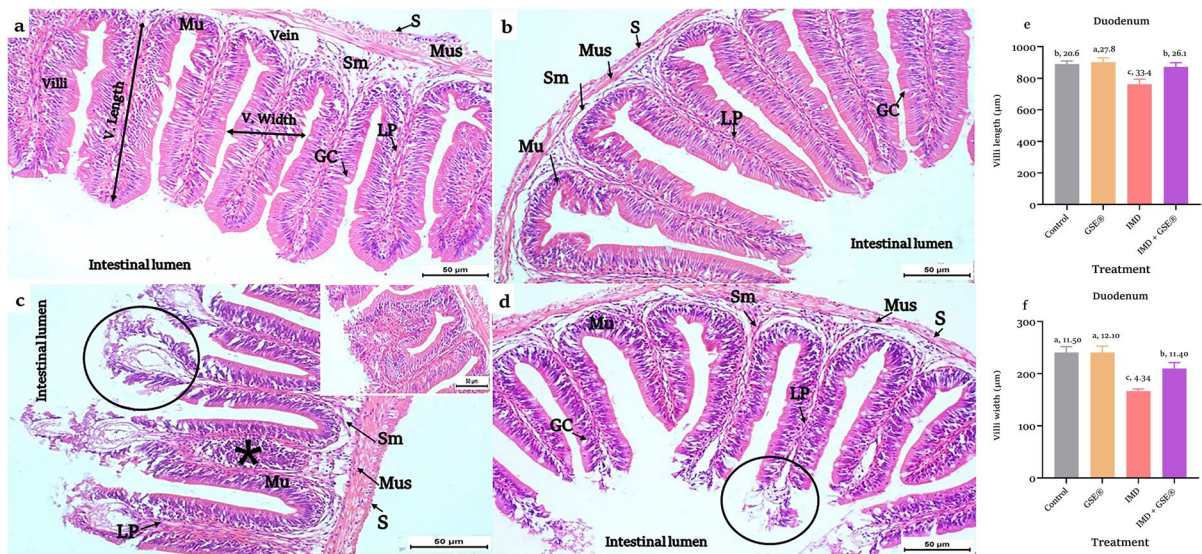 a
Mu
Vein
S
Mus
Sm
Villi
V. Length
V. Width
LP
GC
Intestinal lumen
50 µm
b
S
Mus
Sm
LP
GC
Mu
Intestinal lumen
50 µm
c
Intestinal lumen
50 µm
Sm
*
Mu
Mus
LP
S
50 µm
d
Sm
Mus
Mu
S
LP
GC
Intestinal lumen
50 µm
e
Duodenum
Villi length (µm)
1000
800
600
400
200
0
b, 20.6
a,27.8
c, 33.4
b, 26.1
Control
GSE®
IMD
IMD + GSE®
Treatment
f
Duodenum
Villi width (µm)
300
200
100
0
a, 11.50
a, 12.10
c, 4.34
b, 11.40
Control
GSE®
IMD
IMD + GSE®
Treatment